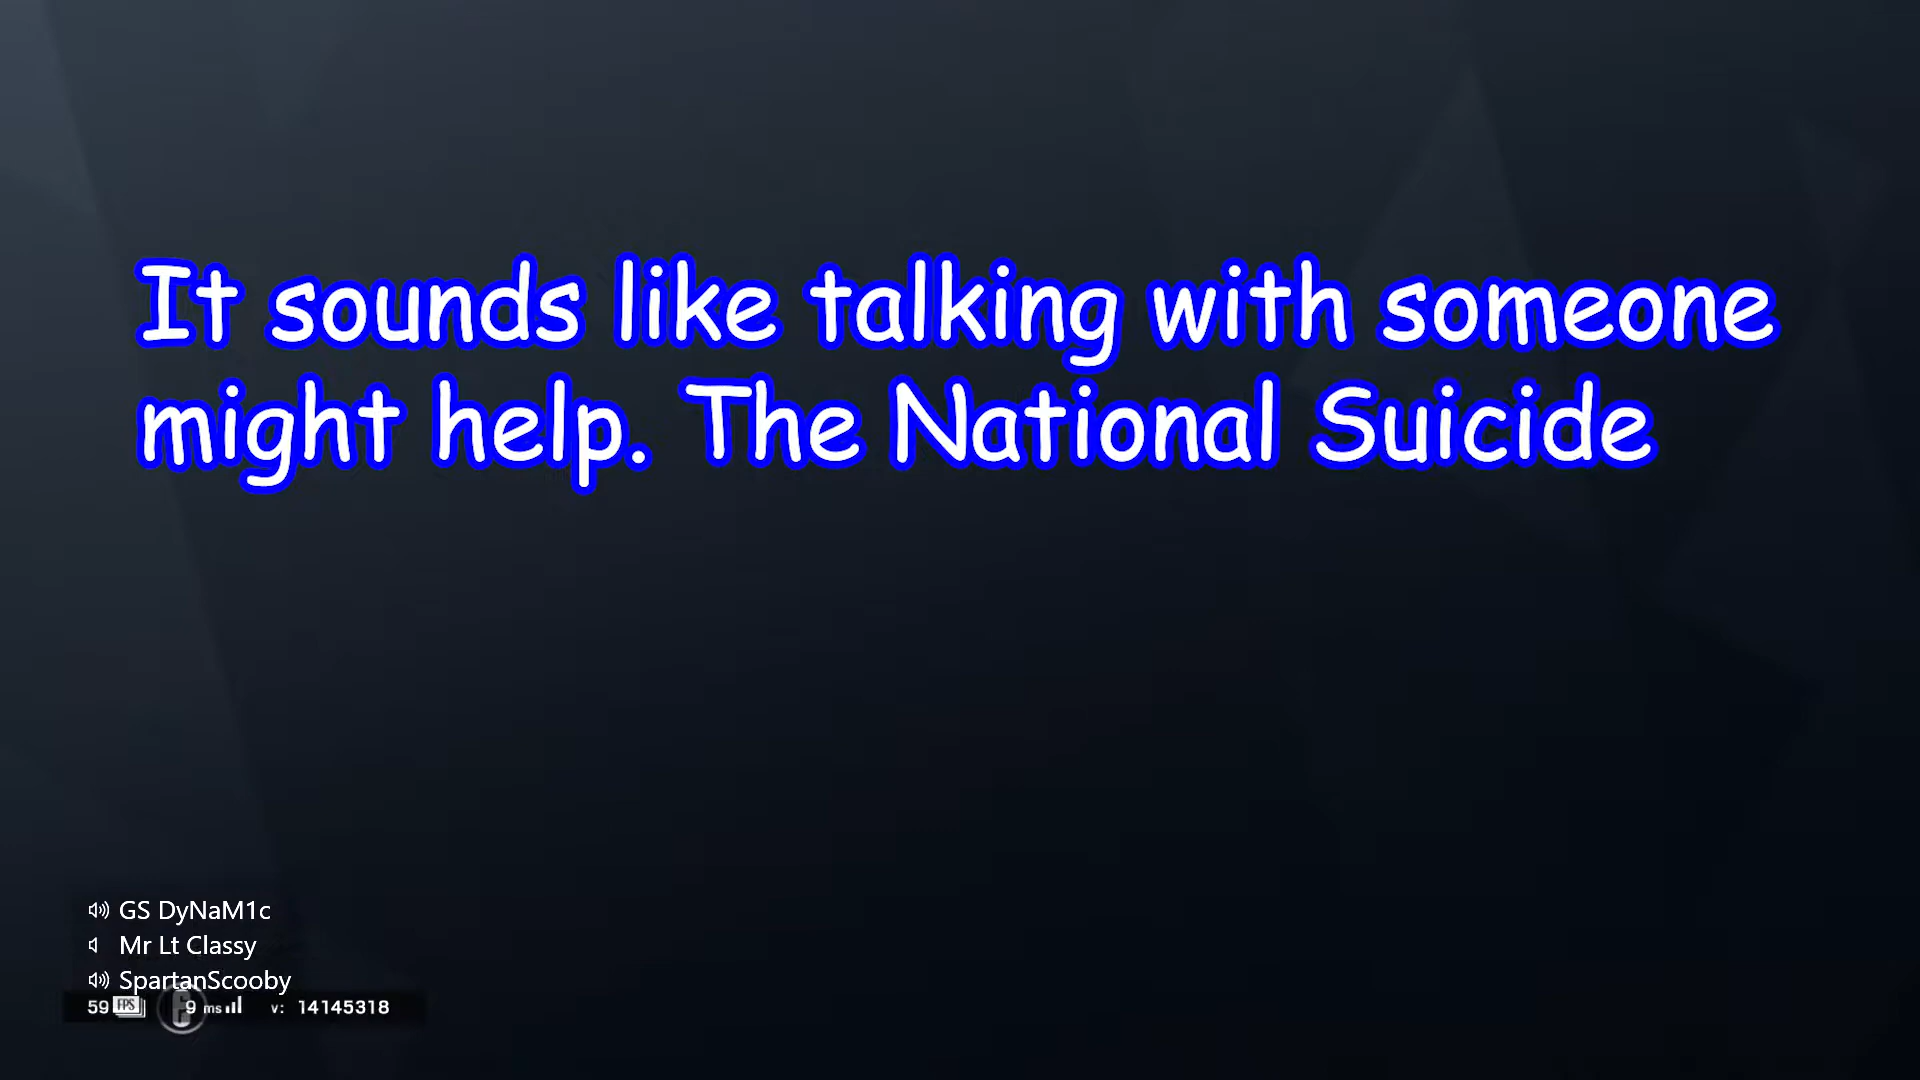 It sounds like talking with someone
might help. The National Suicide
GS DyNaM1c
Mr Lt Classy
SpartanScooby
59 FPS 9 ms v: 14145318